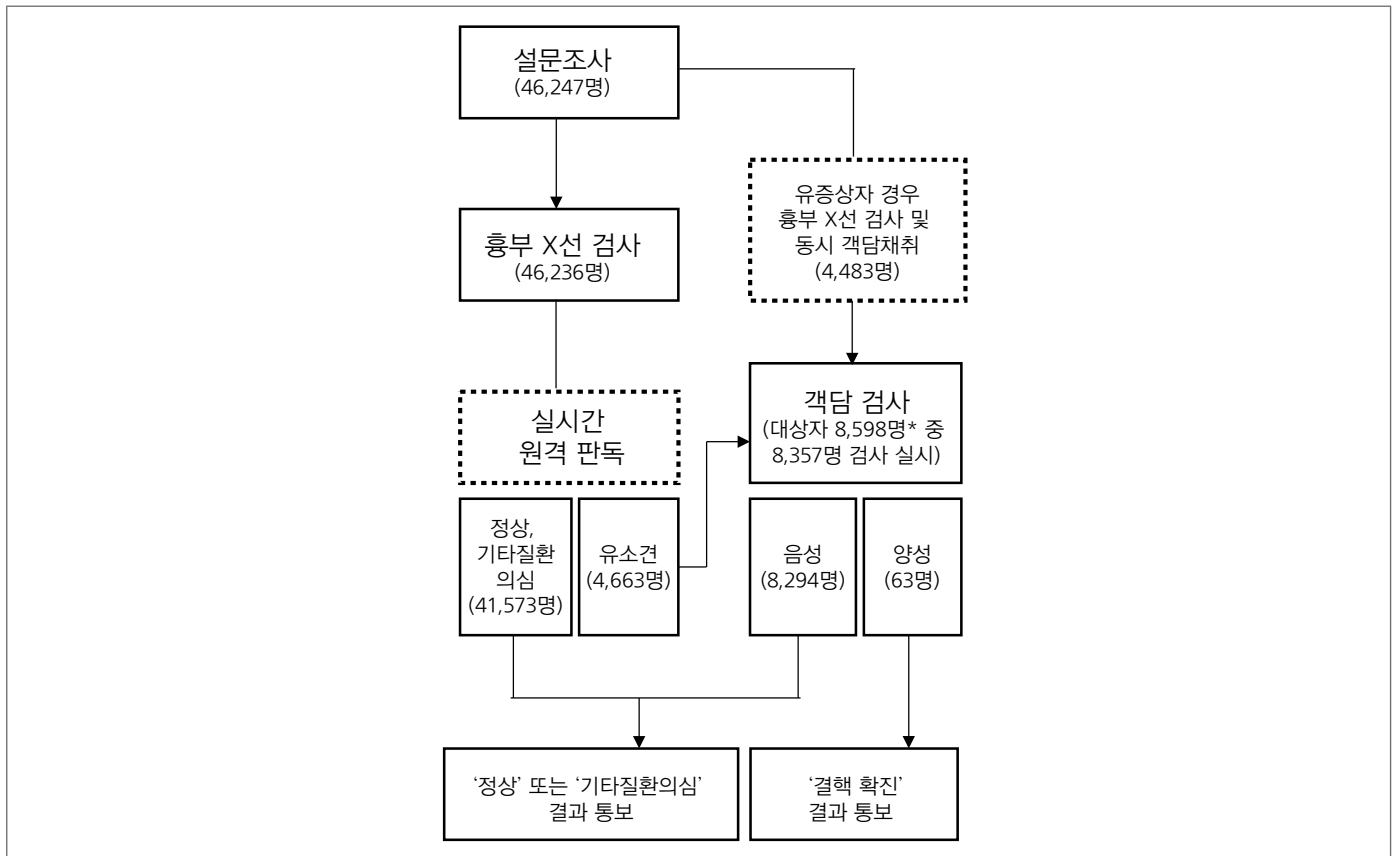 설문조사
(46,247명)
유증상자 경우
흉부 X선 검사 및
동시 객담채취
(4,483명)
흉부 X선 검사
(46,236명)
실시간
원격 판독
객담 검사
(대상자 8,598명* 중
8,357명 검사 실시)
정상,
기타질환
의심
(41,573명)
유소견
(4,663명)
음성
(8,294명)
양성
(63명)
‘정상’ 또는 ‘기타질환의심’
결과 통보
‘결핵 확진’
결과 통보